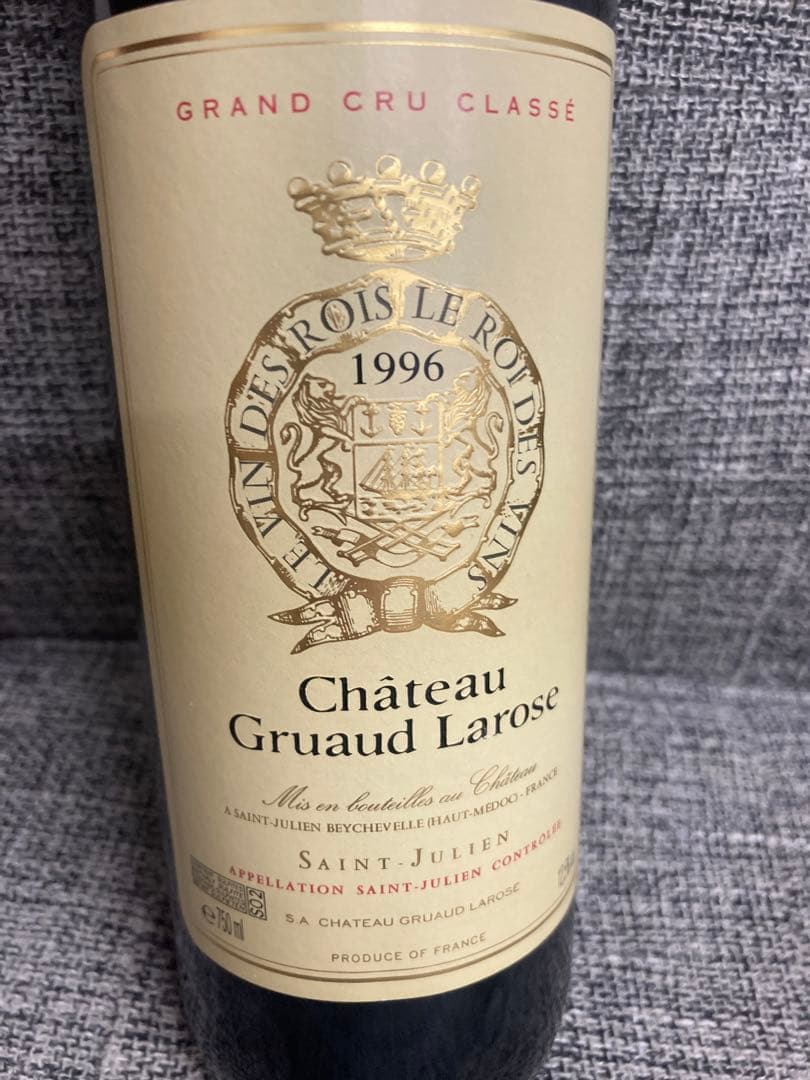 GRAND CRU CLASSÉ
LE VIN DES ROIS LE ROI DES VINS
1996
Château
Gruaud Larose
Mis en bouteilles au Château
A SAINT-JULIEN BEYCHEVELLE (HAUT-MÉDOC) - FRANCE
SAINT-JULIEN
APPELLATION SAINT-JULIEN CONTROLÉE
SO2
e 750 ml
S.A CHATEAU GRUAUD LAROSE
PRODUCE OF FRANCE